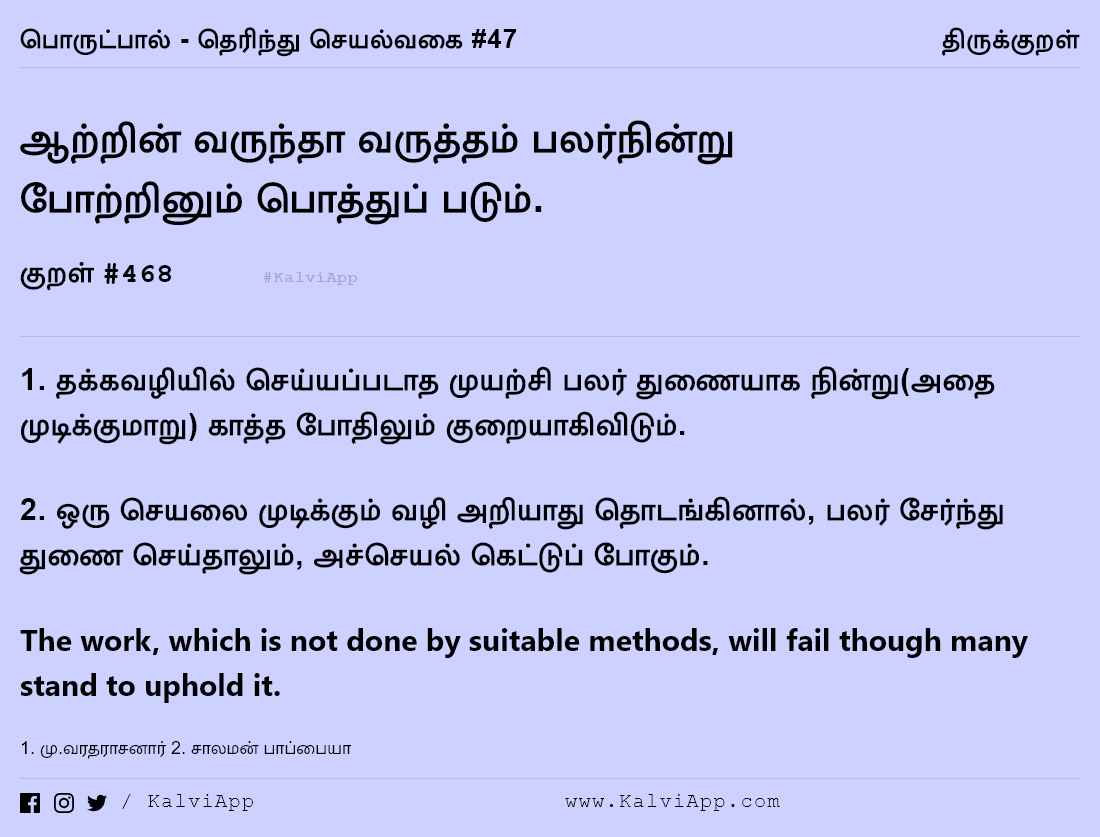 பொருட்பால் - தெரிந்து செயல்வகை #47
திருக்குறள்
ஆற்றின் வருந்தா வருத்தம் பலர்நின்று
போற்றினும் பொத்துப் படும்.
குறள் #468
#KalviApp
1. தக்கவழியில் செய்யப்படாத முயற்சி பலர் துணையாக நின்று(அதை
முடிக்குமாறு) காத்த போதிலும் குறையாகிவிடும்.
2. ஒரு செயலை முடிக்கும் வழி அறியாது தொடங்கினால், பலர் சேர்ந்து
துணை செய்தாலும், அச்செயல் கெட்டுப் போகும்.
The work, which is not done by suitable methods, will fail though many
stand to uphold it.
1. மு.வரதராசனார் 2. சாலமன் பாப்பையா
/ KalviApp
www.KalviApp.com